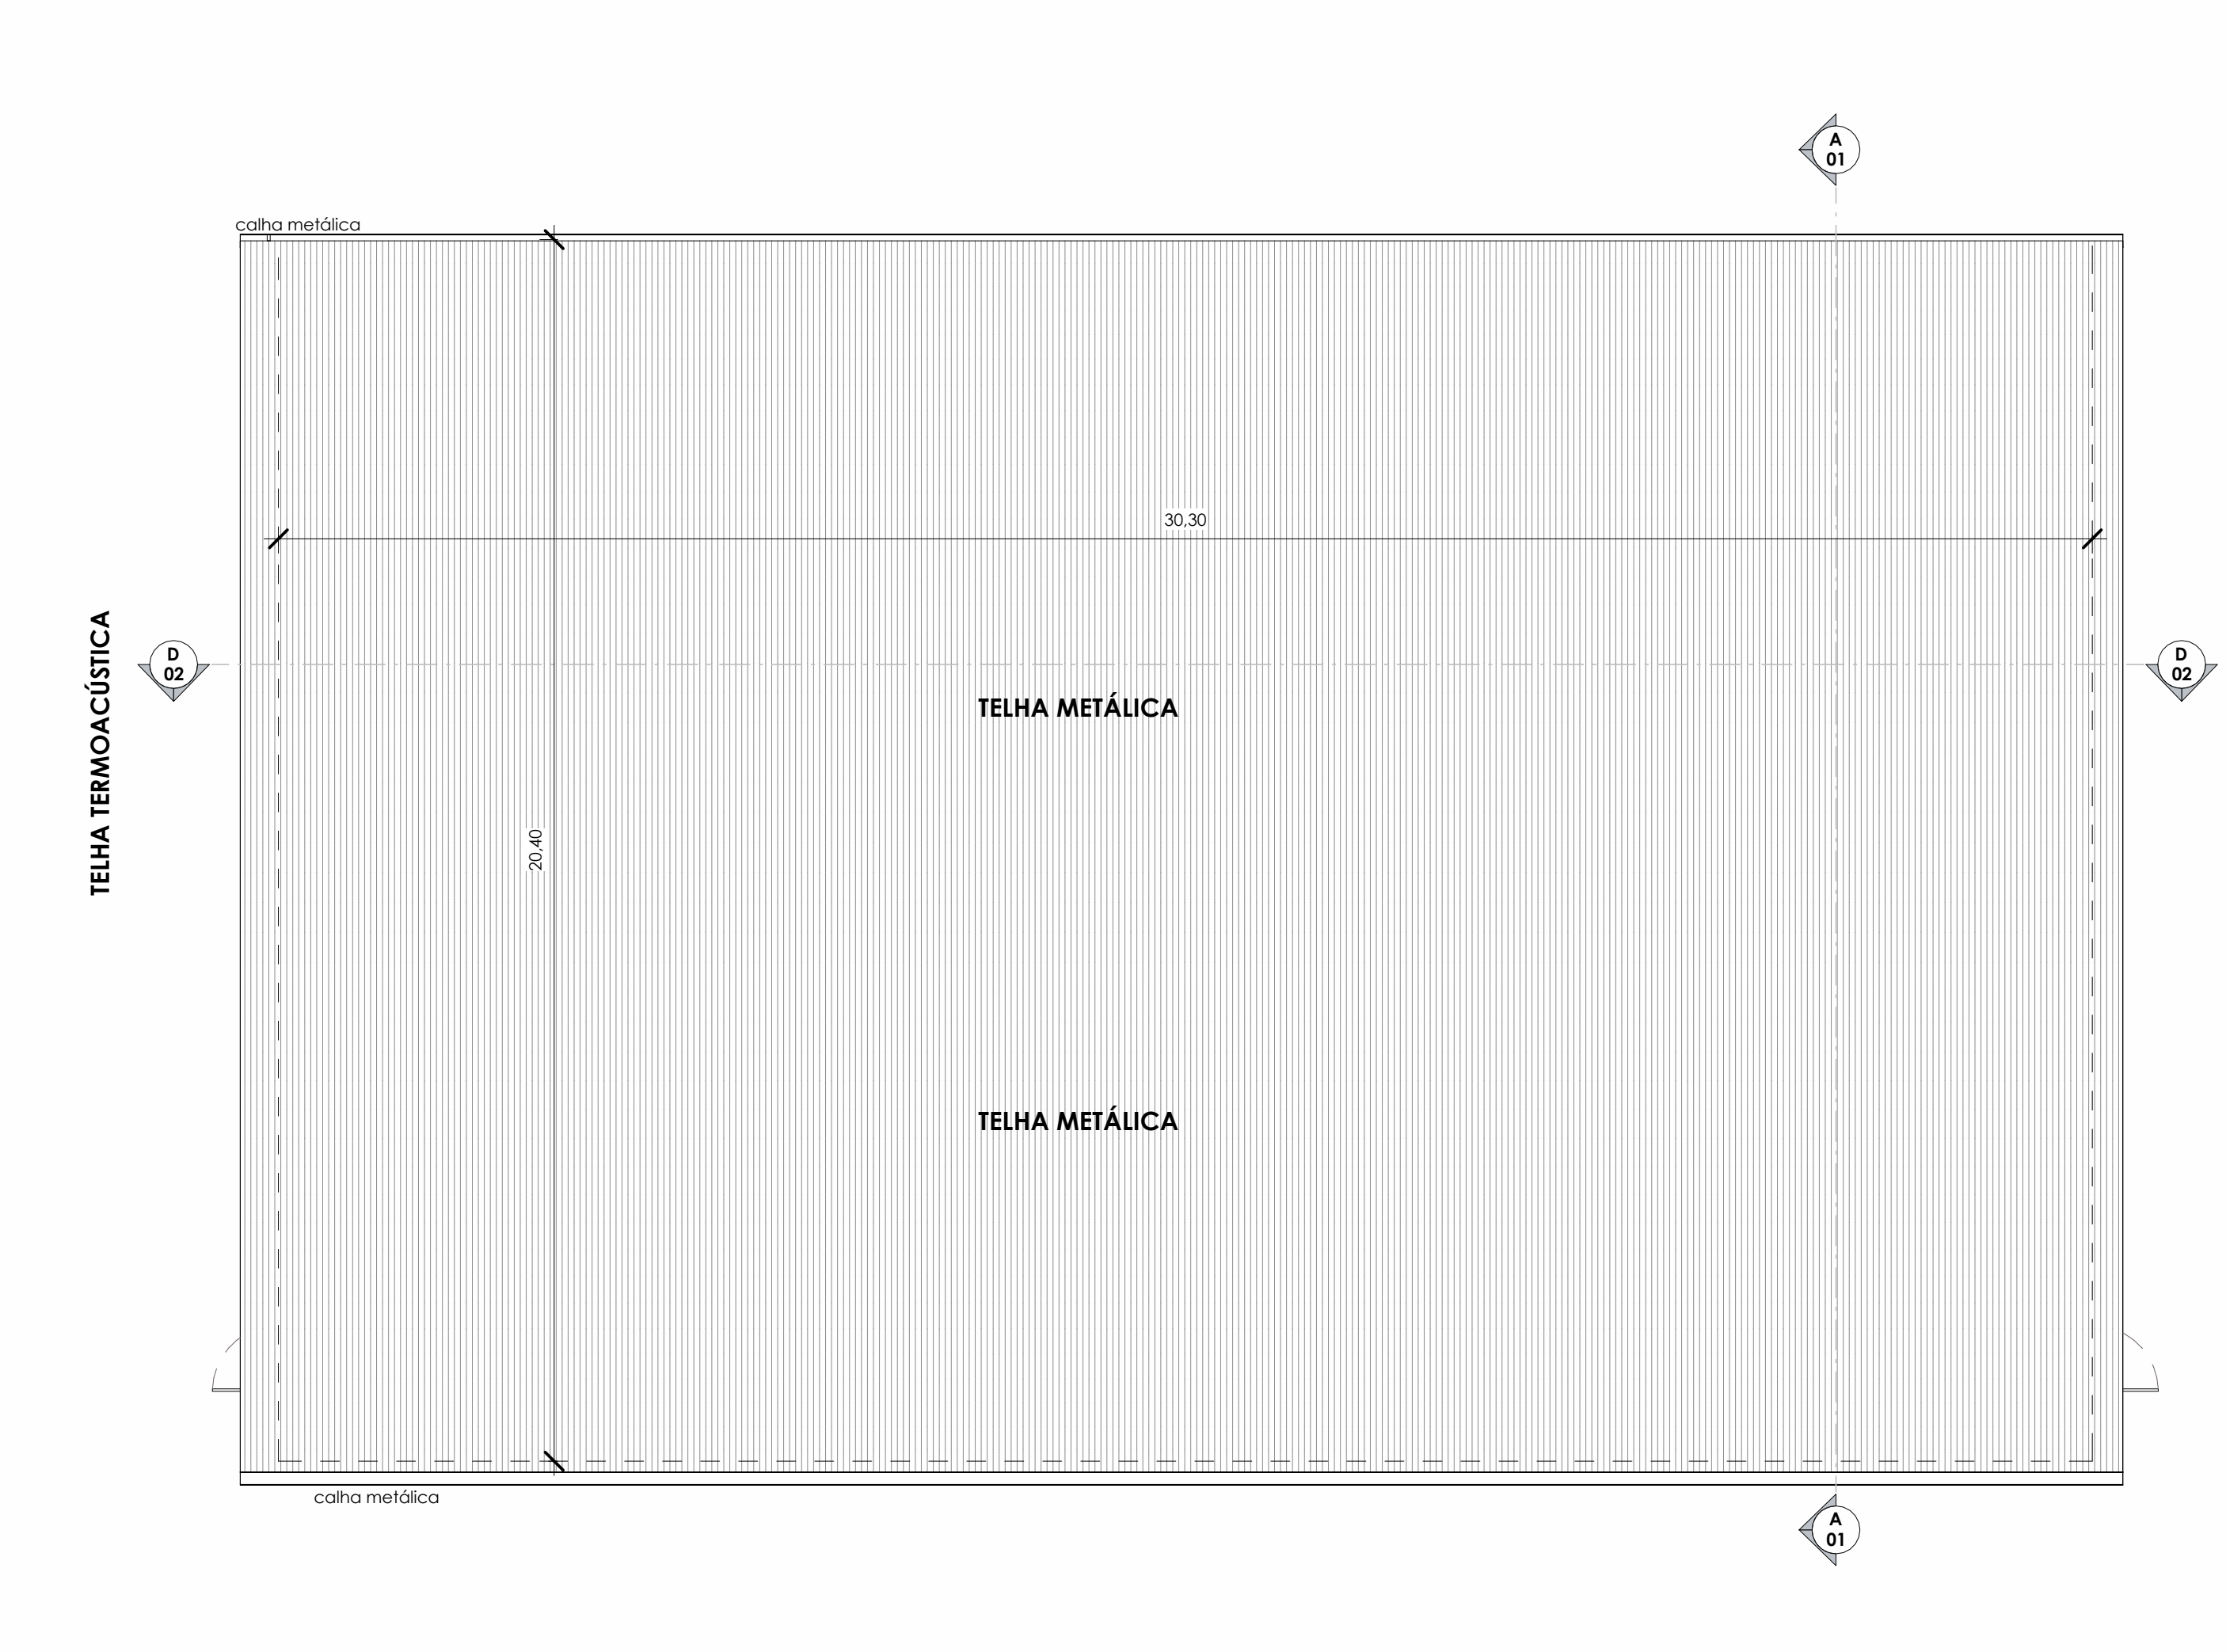 A
01
calha metálica
30,30
TELHA TERMOACÚSTICA
D
02
D
02
TELHA METÁLICA
20,40
TELHA METÁLICA
calha metálica
A
01